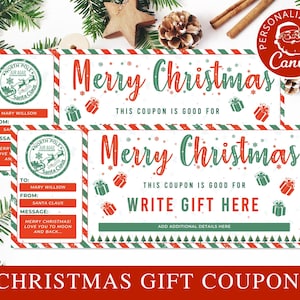 PERSONALIZE
Canva
NORTH POLE
Merry Christmas
THIS COUPON IS GOOD FOR
MARY WILLSON
FROM:
SANTA
Merry Christmas
THIS COUPON IS GOOD FOR
WRITE GIFT HERE
ADD ADDITIONAL DETAILS HERE
NORTH POLE
TO:
MARY WILLSON
FROM:
SANTA CLAUS
MESSAGE:
MERRY CHRISTMAS!
LOVE YOU TO MOON
AND BACK...
CHRISTMAS GIFT COUPON